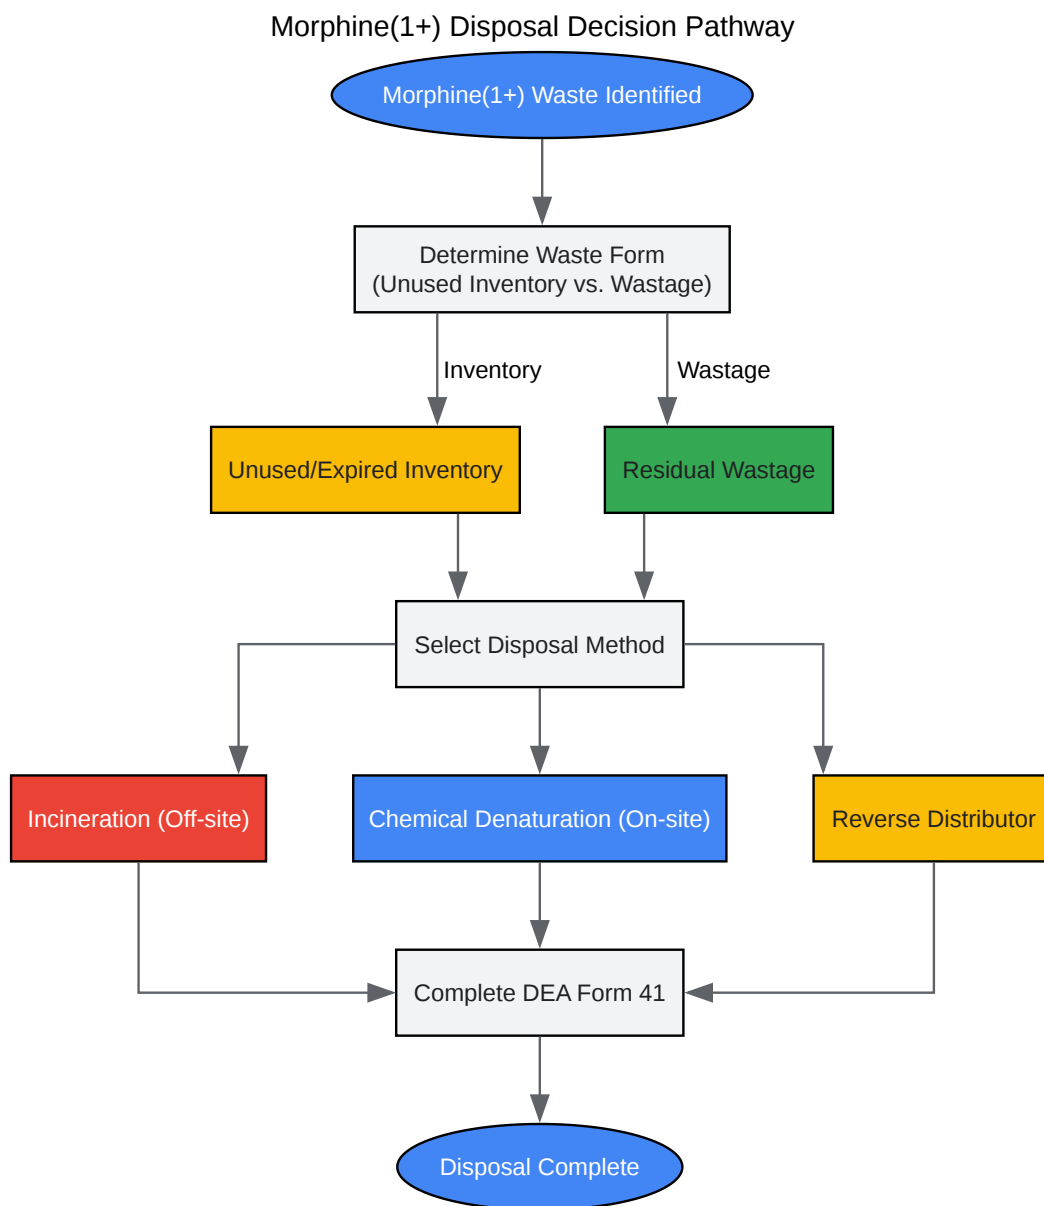 Morphine(1+) Disposal Decision Pathway
Morphine(1+) Waste Identified
Determine Waste Form
(Unused Inventory vs. Wastage)
Inventory
Wastage
Unused/Expired Inventory
Residual Wastage
Select Disposal Method
Incineration (Off-site)
Chemical Denaturation (On-site)
Reverse Distributor
Complete DEA Form 41
Disposal Complete